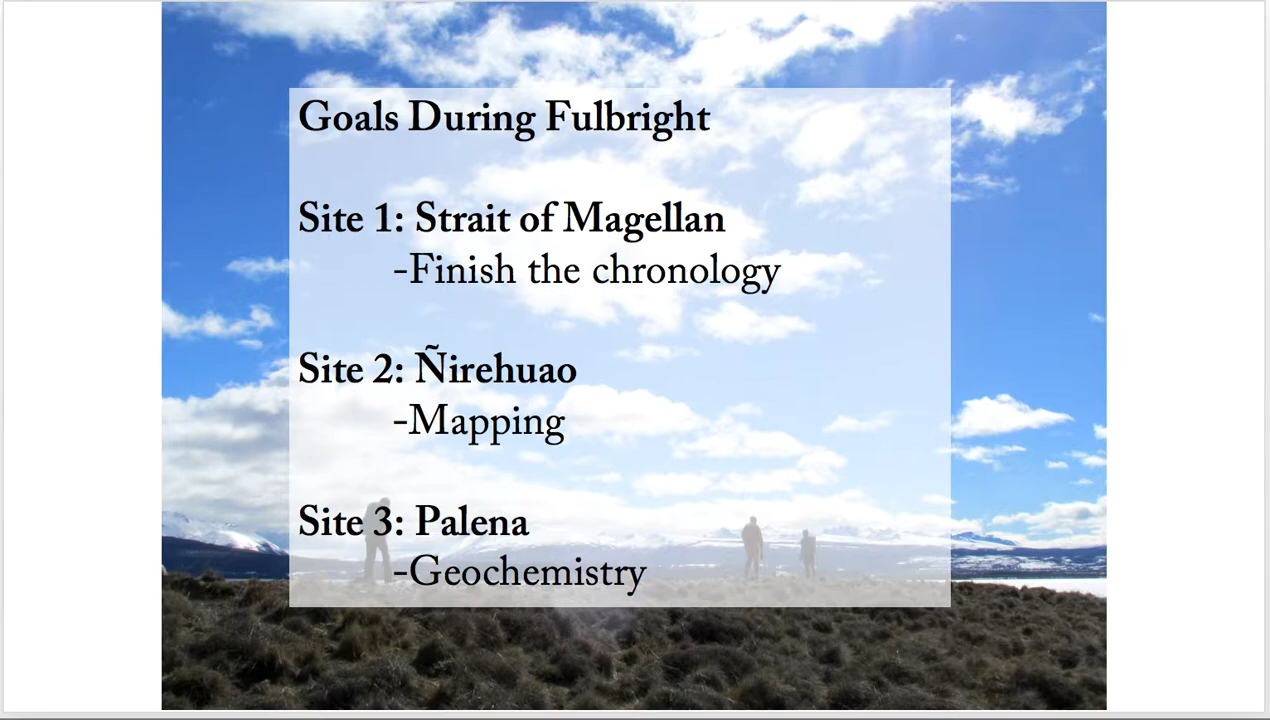 Goals During Fulbright
Site 1: Strait of Magellan
-Finish the chronology
Site 2: Ñirehuao
-Mapping
Site 3: Palena
-Geochemistry